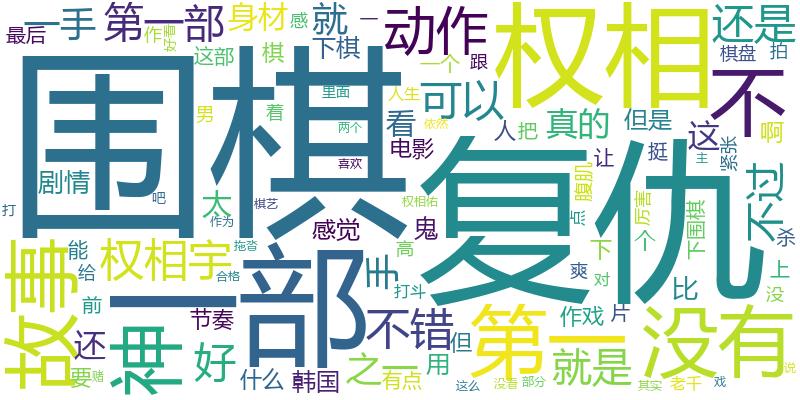 最后
一手
第一部
作
好看
身材
感
就
一
动作
权相
还是
这部
棋
下棋
一个
跟
棋盘
拍
围棋
里面
着
人生
可以
不
男
两个
看
依然
人
把
真的
但是
这
啊
剧情
吧
太
喜欢
电影
让
挺
紧张
主
打
作为
棋艺
感觉
鬼
权相佑
复仇
腹肌
点
厉害
个
下围棋
不过
杀
故事
能
给
权相宇
拖沓
合格
高
手
下
爽
对
上
没
前
一部
打斗
比
还
神
节奏
不错
但
第一
作戏
片
没有
要
赌
好
什么
韩国
之一
有点
用
这么
没看
就是
部分
其实
老千
戏
说